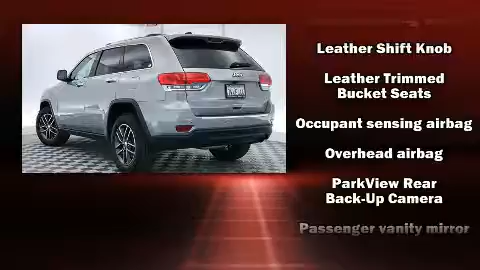 Leather Shift Knob
Leather Trimmed
Bucket Seats
Occupant sensing airbag
Overhead airbag
ParkView Rear
Back-Up Camera
Passenger vanity mirror
Jeep